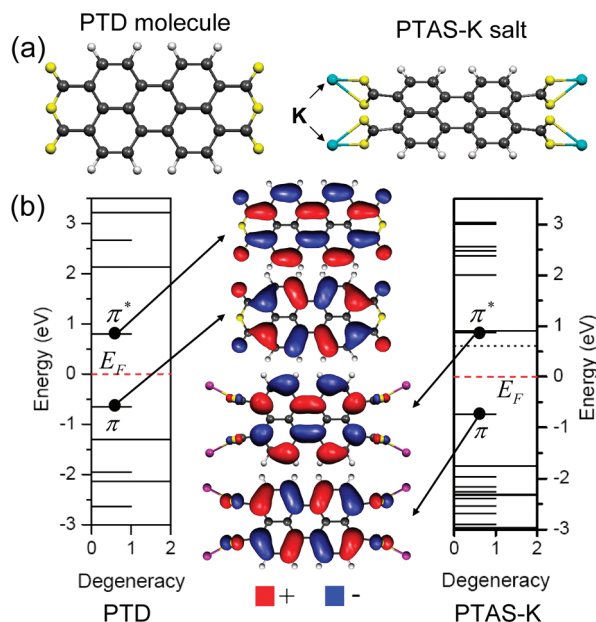 PTD molecule
PTAS-K salt
(a)
K
(b)
Energy (eV)
3
2
1
0
-1
-2
-3
π*
E_F
π
0 1 2
Degeneracy
PTD
+ -
Energy (eV)
3
2
1
0
-1
-2
-3
π*
E_F
π
0 1 2
Degeneracy
PTAS-K